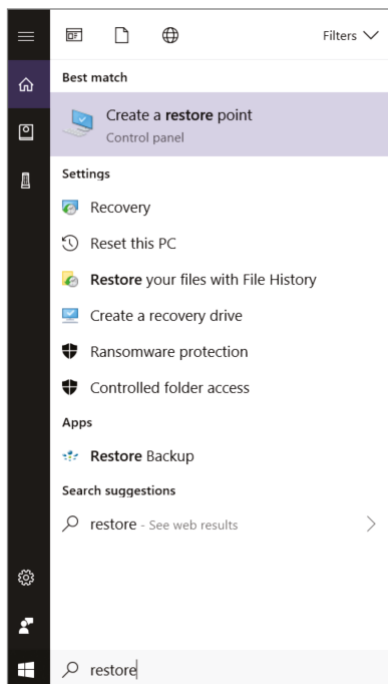 Filters
Best match
Create a restore point
Control panel
Settings
Recovery
Reset this PC
Restore your files with File History
Create a recovery drive
Ransomware protection
Controlled folder access
Apps
Restore Backup
Search suggestions
restore - See web results
restore